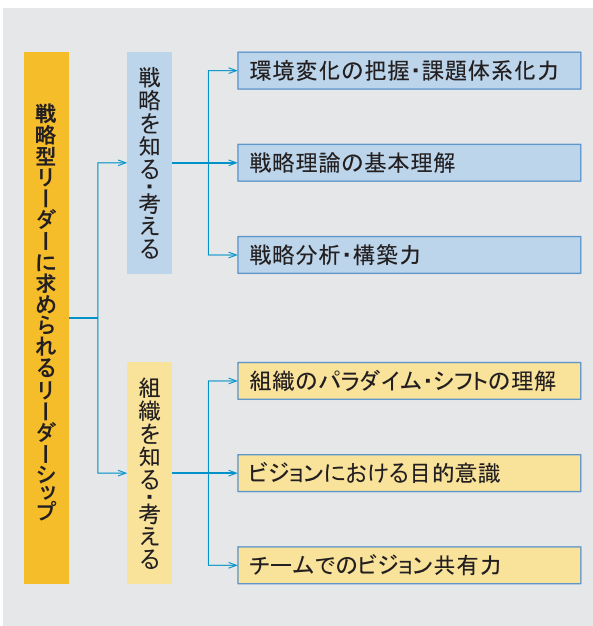 戦略型リーダーに求められるリーダーシップ
戦略を知る・考える
環境変化の把握・課題体系化力
戦略理論の基本理解
戦略分析・構築力
組織を知る・考える
組織のパラダイム・シフトの理解
ビジョンにおける目的意識
チームでのビジョン共有力